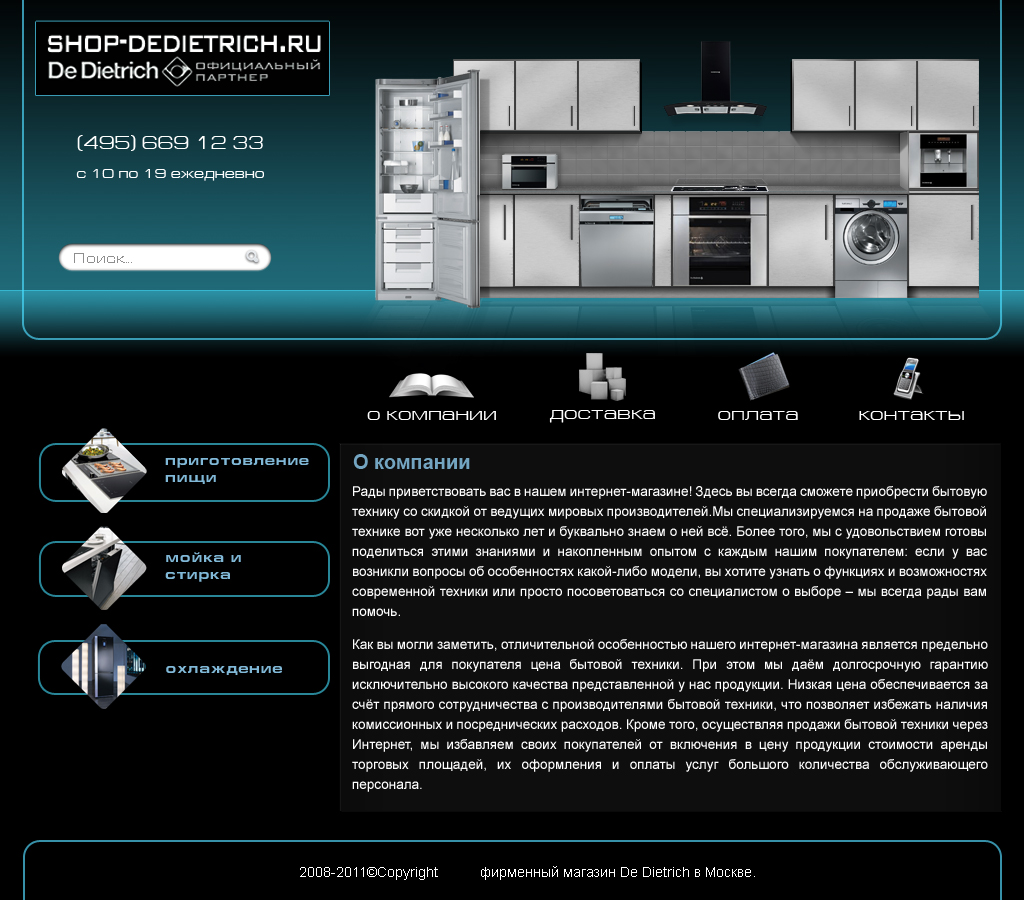 SHOP-DEDIETRICH.RU
De Dietrich ОФИЦИАЛЬНЫЙ ПАРТНЕР
(495) 669 12 33
с 10 по 19 ежедневно
Поиск...
о компании
доставка
оплата
контакты
приготовление
пищи
мойка и
стирка
охлаждение
О компании
Рады приветствовать вас в нашем интернет-магазине! Здесь вы всегда сможете приобрести бытовую
технику со скидкой от ведущих мировых производителей.Мы специализируемся на продаже бытовой
технике вот уже несколько лет и буквально знаем о ней всё. Более того, мы с удовольствием готовы
поделиться этими знаниями и накопленным опытом с каждым нашим покупателем: если у вас
возникли вопросы об особенностях какой-либо модели, вы хотите узнать о функциях и возможностях
современной техники или просто посоветоваться со специалистом о выборе – мы всегда рады вам
помочь.
Как вы могли заметить, отличительной особенностью нашего интернет-магазина является предельно
выгодная для покупателя цена бытовой техники. При этом мы даём долгосрочную гарантию
исключительно высокого качества представленной у нас продукции. Низкая цена обеспечивается за
счёт прямого сотрудничества с производителями бытовой техники, что позволяет избежать наличия
комиссионных и посреднических расходов. Кроме того, осуществляя продажи бытовой техники через
Интернет, мы избавляем своих покупателей от включения в цену продукции стоимости аренды
торговых площадей, их оформления и оплаты услуг большого количества обслуживающего
персонала.
2008-2011©Copyright фирменный магазин De Dietrich в Москве.